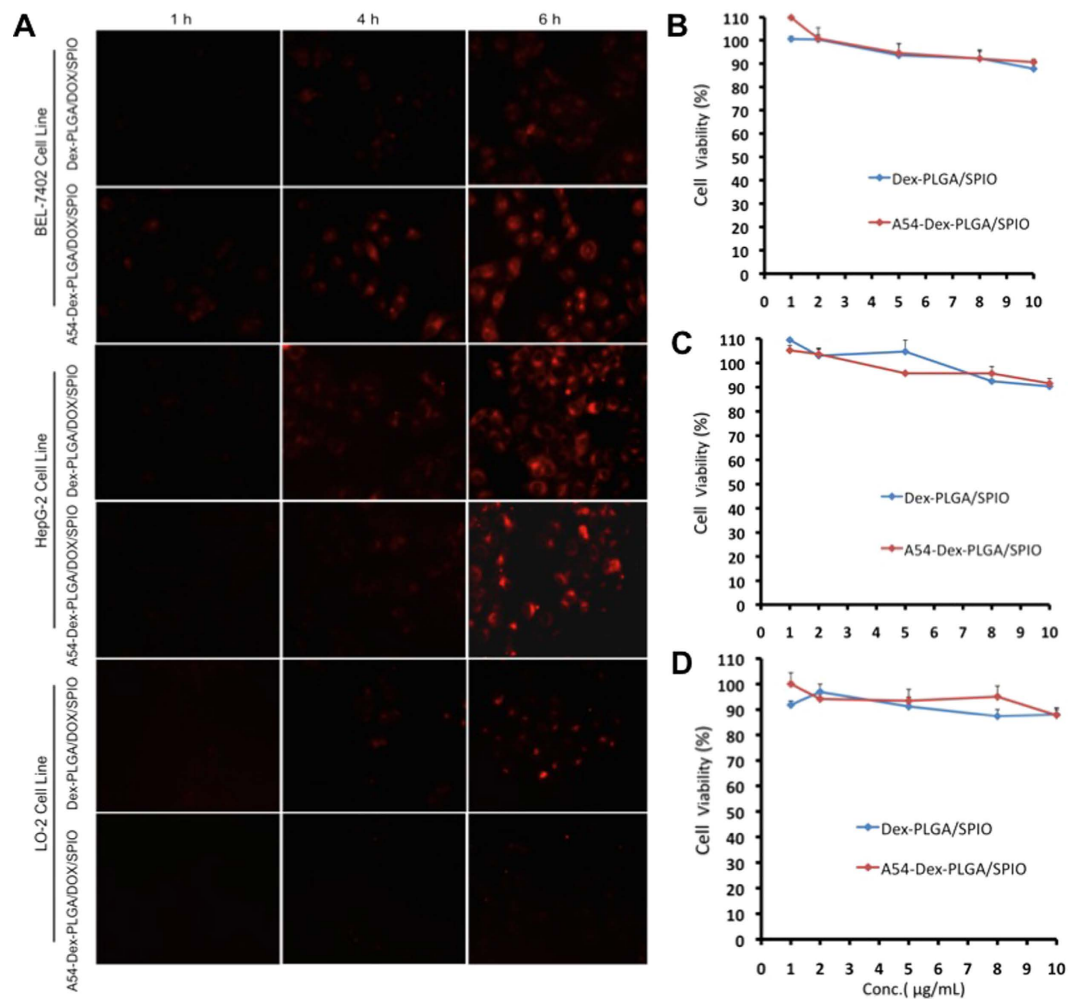 A
1 h
4 h
6 h
BEL-7402 Cell Line
Dex-PLGA/DOX/SPIO
A54-Dex-PLGA/DOX/SPIO
HepG-2 Cell Line
Dex-PLGA/DOX/SPIO
A54-Dex-PLGA/DOX/SPIO
LO-2 Cell Line
Dex-PLGA/DOX/SPIO
A54-Dex-PLGA/DOX/SPIO
B
Cell Viability (%)
110
100
90
80
70
60
50
40
30
20
10
0
Dex-PLGA/SPIO
A54-Dex-PLGA/SPIO
0 1 2 3 4 5 6 7 8 9 10
C
Cell Viability (%)
110
100
90
80
70
60
50
40
30
20
10
0
Dex-PLGA/SPIO
A54-Dex-PLGA/SPIO
0 1 2 3 4 5 6 7 8 9 10
D
Cell Viability (%)
110
100
90
80
70
60
50
40
30
20
10
0
Dex-PLGA/SPIO
A54-Dex-PLGA/SPIO
0 1 2 3 4 5 6 7 8 9 10
Conc.( μg/mL)